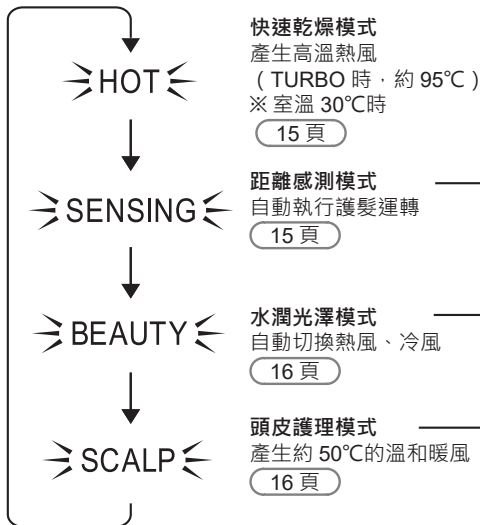 HOT
快速乾燥模式
產生高溫熱風
（TURBO 時，約 95℃）
※ 室溫 30℃時
15 頁
SENSING
距離感測模式
自動執行護髮運轉
15 頁
BEAUTY
水潤光澤模式
自動切換熱風、冷風
16 頁
SCALP
頭皮護理模式
產生約 50℃的溫和暖風
16 頁